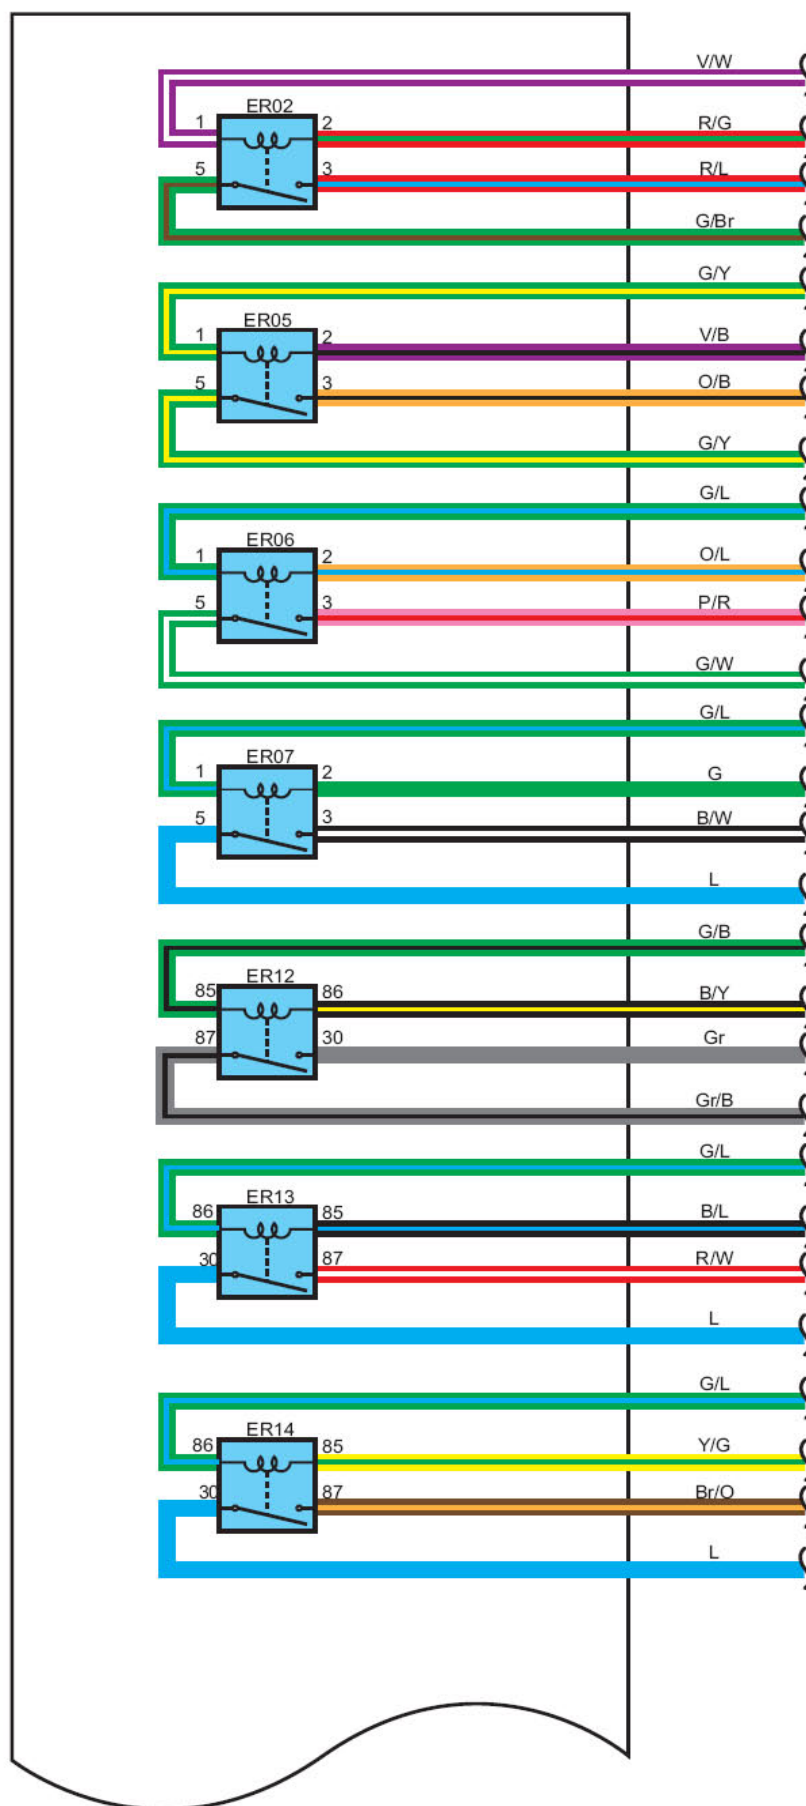 V/W
ER02
1 2 R/G
5 3 R/L
G/Br
G/Y
ER05
1 2 V/B
5 3 O/B
G/Y
G/L
ER06
1 2 O/L
5 3 P/R
G/W
G/L
ER07
1 2 G
5 3 B/W
L
G/B
ER12
85 86 B/Y
87 30 Gr
Gr/B
G/L
ER13
86 85 B/L
30 87 R/W
L
G/L
ER14
86 85 Y/G
30 87 Br/O
L